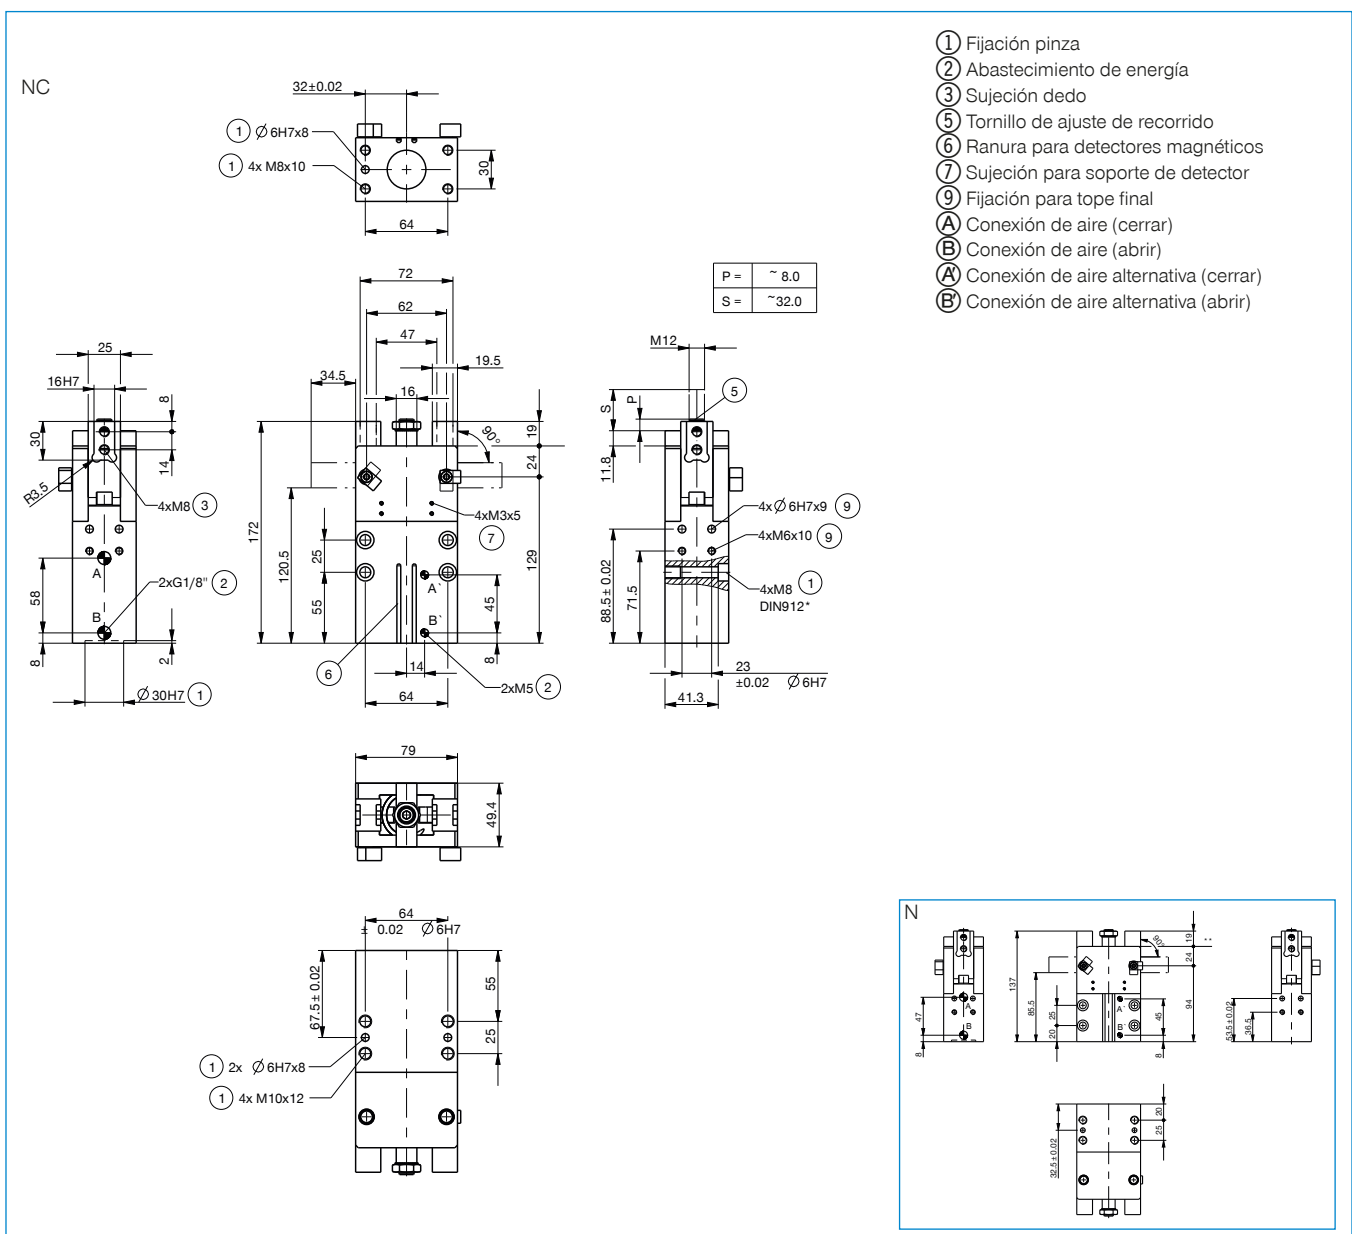 NC
32±0.02
① Ø 6H7x8
① 4x M8x10
30
64
① Fijación pinza
② Abastecimiento de energía
③ Sujeción dedo
⑤ Tornillo de ajuste de recorrido
⑥ Ranura para detectores magnéticos
⑦ Sujeción para soporte de detector
⑨ Fijación para tope final
Ⓐ Conexión de aire (cerrar)
Ⓑ Conexión de aire (abrir)
A' Conexión de aire alternativa (cerrar)
B' Conexión de aire alternativa (abrir)
P = ~ 8.0
S = ~32.0
25
16H7
8
30
14
R3.5
4xM8 ③
A
2xG1/8" ②
B
58
8
2
Ø 30H7 ①
72
62
47
19.5
34.5
16
90°
19
24
4xM3x5
⑦
172
120.5
25
55
129
45
A`
B`
8
⑥
14
2xM5 ②
64
M12
⑤
S
P
11.8
4x Ø 6H7x9 ⑨
4xM6x10 ⑨
4xM8 ①
DIN912*
88.5 ± 0.02
71.5
23
±0.02 Ø 6H7
41.3
79
49.4
64
± 0.02 Ø 6H7
67.5 ± 0.02
55
25
① 2x Ø 6H7x8
① 4x M10x12
N
47
8
A
B
137
85.5
25
20
90°
19
24
94
45
A`
B`
8
53.5 ± 0.02
36.5
32.5 ± 0.02
20
25